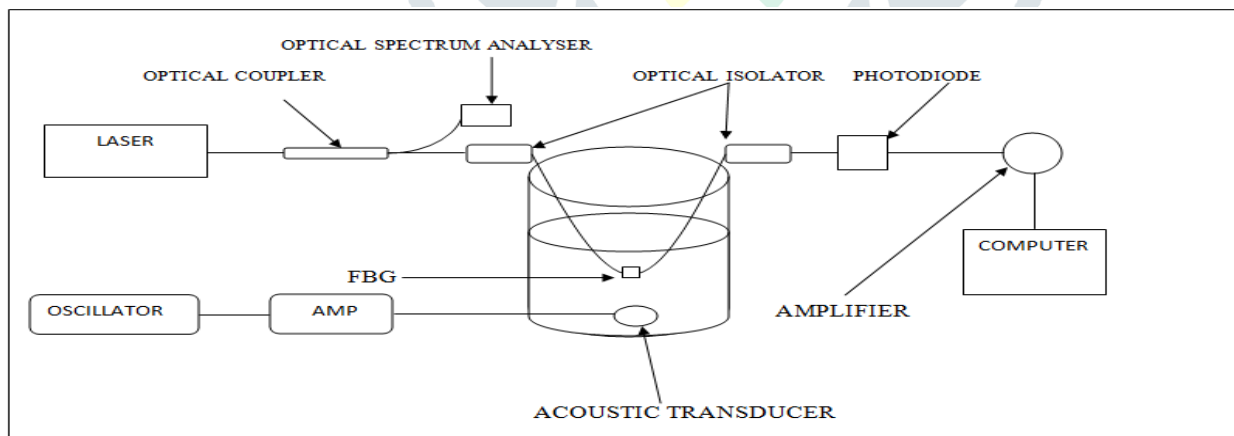 OPTICAL SPECTRUM ANALYSER
OPTICAL COUPLER
OPTICAL ISOLATOR
PHOTODIODE
LASER
COMPUTER
FBG
OSCILLATOR
AMP
AMPLIFIER
ACOUSTIC TRANSDUCER